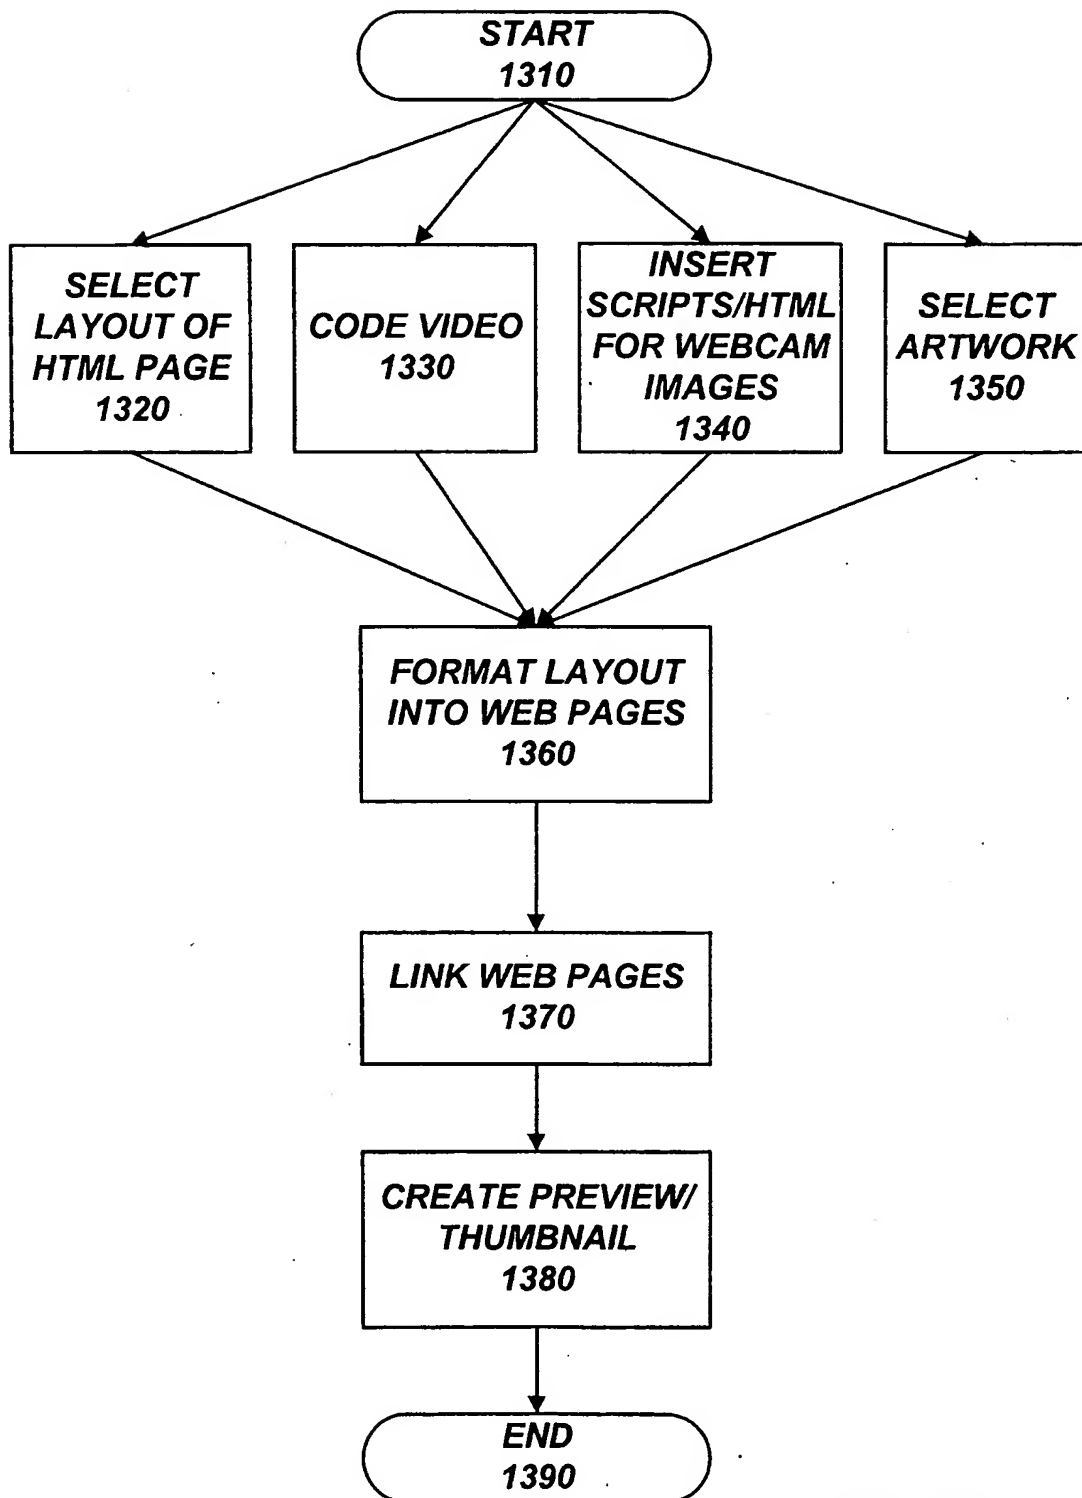 START
1310
SELECT
LAYOUT OF
HTML PAGE
1320
CODE VIDEO
1330
INSERT
SCRIPTS/HTML
FOR WEBCAM
IMAGES
1340
SELECT
ARTWORK
1350
FORMAT LAYOUT
INTO WEB PAGES
1360
LINK WEB PAGES
1370
CREATE PREVIEW/
THUMBNAIL
1380
END
1390